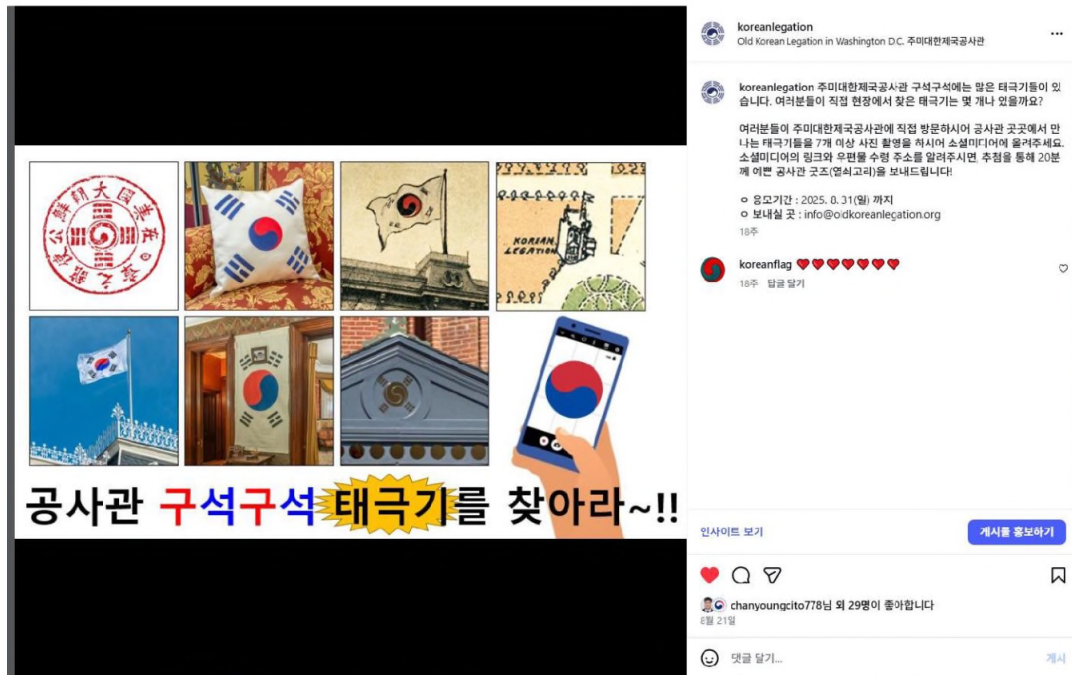 KOREAN
LEGATION
공사관 구석구석 태극기를 찾아라~!!
koreanlegation
Old Korean Legation in Washington D.C. 주미대한제국공사관
koreanlegation 주미대한제국공사관 구석구석에는 많은 태극기들이 있
습니다. 여러분들이 직접 현장에서 찾은 태극기는 몇 개나 있을까요?
여러분들이 주미대한제국공사관에 직접 방문하시어 공사관 곳곳에서 만
나는 태극기들을 7개 이상 사진 촬영을 하시어 소셜미디어에 올려주세요.
소셜미디어의 링크와 우편물 수령 주소를 알려주시면, 추첨을 통해 20분
께 예쁜 공사관 굿즈(열쇠고리)을 보내드립니다!
ㅇ 응모기간 : 2025. 8. 31(일) 까지
ㅇ 보내실 곳 : info@oldkoreanlegation.org
18주
koreanflag ❤❤❤❤❤❤❤
18주 답글 달기
인사이트 보기
게시물 홍보하기
chanyoungcito778님 외 29명이 좋아합니다
8월 21일
댓글 달기...
게시